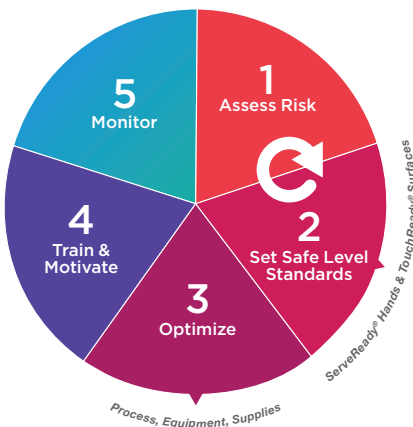 1
Assess Risk
2
Set Safe Level
Standards
ServeReady® Hands & TouchReady® Surfaces
3
Optimize
Process, Equipment, Supplies
4
Train &
Motivate
5
Monitor